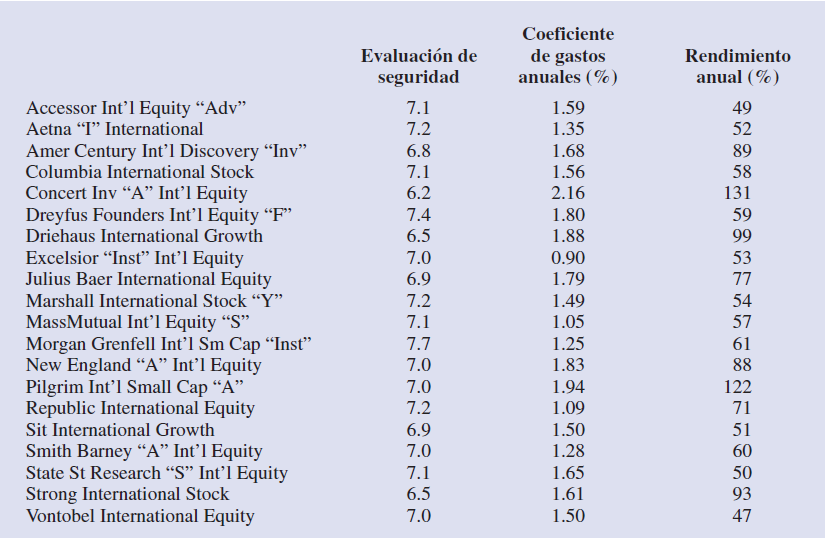 Coeficiente
Evaluación de de gastos Rendimiento
seguridad anuales (%) anual (%)
Accessor Int’l Equity “Adv” 7.1 1.59 49
Aetna “I” International 7.2 1.35 52
Amer Century Int’l Discovery “Inv” 6.8 1.68 89
Columbia International Stock 7.1 1.56 58
Concert Inv “A” Int’l Equity 6.2 2.16 131
Dreyfus Founders Int’l Equity “F” 7.4 1.80 59
Driehaus International Growth 6.5 1.88 99
Excelsior “Inst” Int’l Equity 7.0 0.90 53
Julius Baer International Equity 6.9 1.79 77
Marshall International Stock “Y” 7.2 1.49 54
MassMutual Int’l Equity “S” 7.1 1.05 57
Morgan Grenfell Int’l Sm Cap “Inst” 7.7 1.25 61
New England “A” Int’l Equity 7.0 1.83 88
Pilgrim Int’l Small Cap “A” 7.0 1.94 122
Republic International Equity 7.2 1.09 71
Sit International Growth 6.9 1.50 51
Smith Barney “A” Int’l Equity 7.0 1.28 60
State St Research “S” Int’l Equity 7.1 1.65 50
Strong International Stock 6.5 1.61 93
Vontobel International Equity 7.0 1.50 47